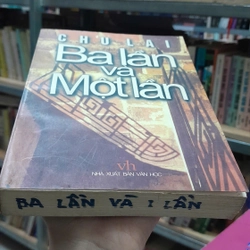 CHU LAI
Ba lần
và
Một lần
vh
NHÀ XUẤT BẢN VĂN HỌC
BA LẦN VÀ 1 LẦN